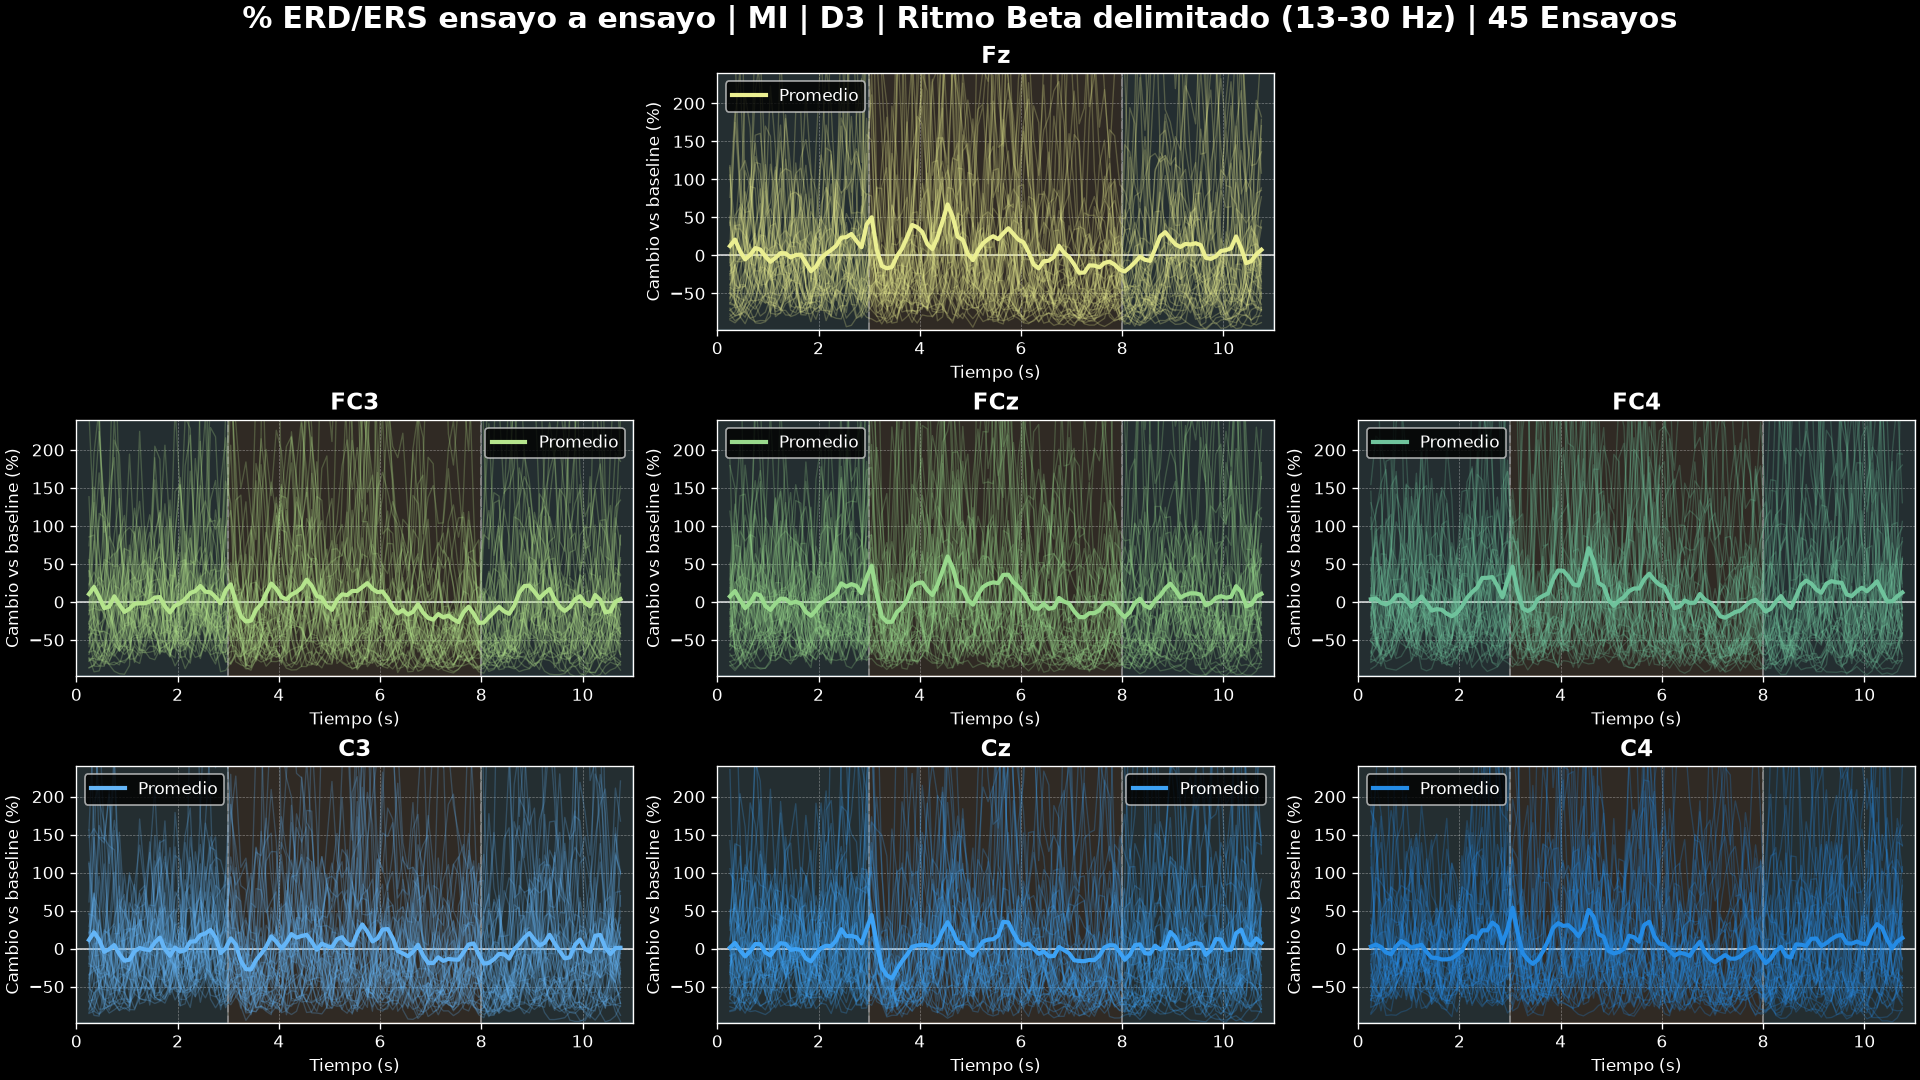 % ERD/ERS ensayo a ensayo | MI | D3 | Ritmo Beta delimitado (13-30 Hz) | 45 Ensayos
Fz
Promedio
Cambio vs baseline (%)
200
150
100
50
0
−50
0 2 4 6 8 10
Tiempo (s)
FC3
Promedio
Cambio vs baseline (%)
200
150
100
50
0
−50
0 2 4 6 8 10
Tiempo (s)
FCz
Promedio
Cambio vs baseline (%)
200
150
100
50
0
−50
0 2 4 6 8 10
Tiempo (s)
FC4
Promedio
Cambio vs baseline (%)
200
150
100
50
0
−50
0 2 4 6 8 10
Tiempo (s)
C3
Promedio
Cambio vs baseline (%)
200
150
100
50
0
−50
0 2 4 6 8 10
Tiempo (s)
Cz
Promedio
Cambio vs baseline (%)
200
150
100
50
0
−50
0 2 4 6 8 10
Tiempo (s)
C4
Promedio
Cambio vs baseline (%)
200
150
100
50
0
−50
0 2 4 6 8 10
Tiempo (s)